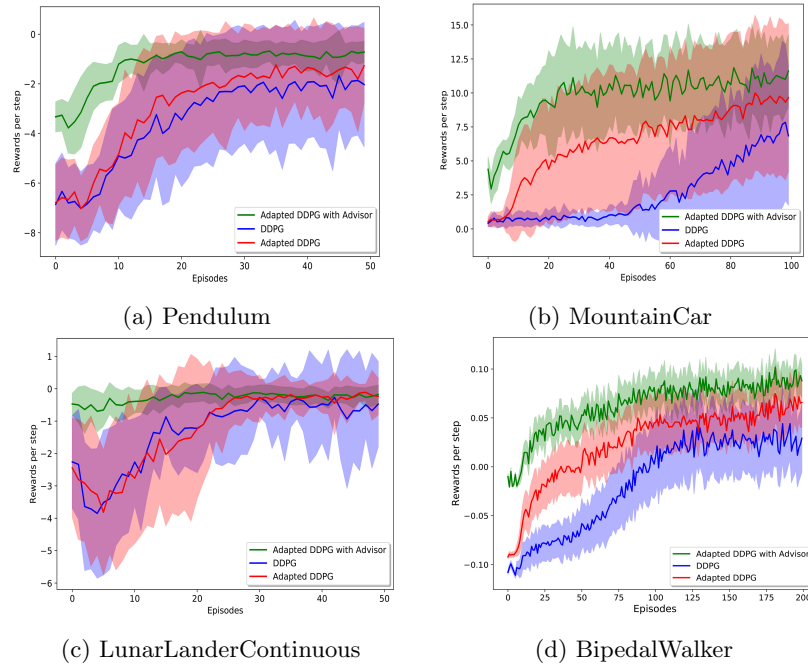 0
−2
−4
−6
−8
Rewards per step
0
10
20
30
40
50
Episodes
Adapted DDPG with Advisor
DDPG
Adapted DDPG
(a) Pendulum
15.0
12.5
10.0
7.5
5.0
2.5
0.0
Rewards per step
0
20
40
60
80
100
Episodes
Adapted DDPG with Advisor
DDPG
Adapted DDPG
(b) MountainCar
1
0
−1
−2
−3
−4
−5
−6
Rewards per step
0
10
20
30
40
50
Episodes
Adapted DDPG with Advisor
DDPG
Adapted DDPG
(c) LunarLanderContinuous
0.10
0.05
0.00
−0.05
−0.10
Rewards per step
0
25
50
75
100
125
150
175
200
Episodes
Adapted DDPG with Advisor
DDPG
Adapted DDPG
(d) BipedalWalker